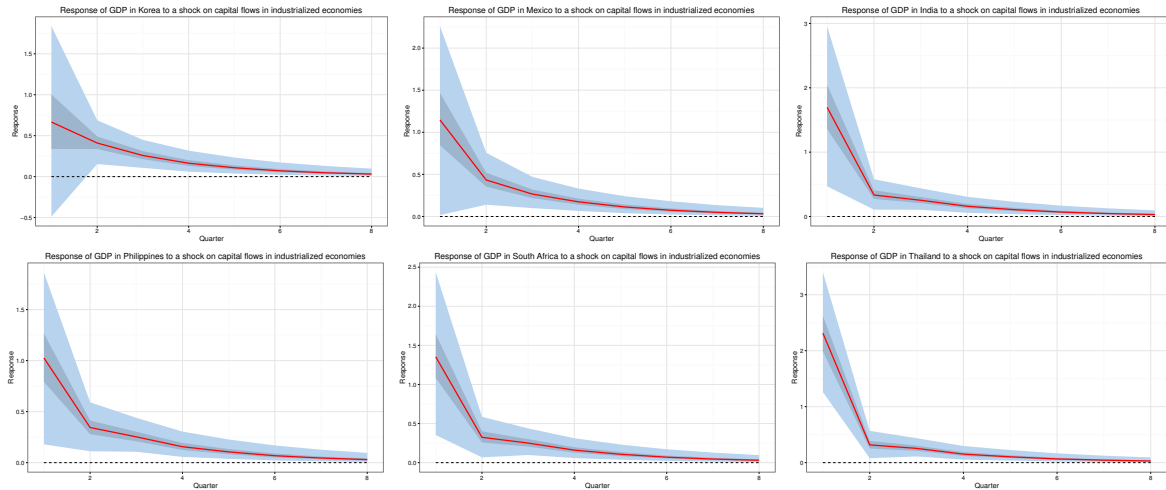 Response of GDP in Korea to a shock on capital flows in industrialized economies
Response
1.5
1.0
0.5
0.0
-0.5
2
4
6
8
Quarter
Response of GDP in Mexico to a shock on capital flows in industrialized economies
Response
2.0
1.5
1.0
0.5
0.0
2
4
6
8
Quarter
Response of GDP in India to a shock on capital flows in industrialized economies
Response
3
2
1
0
2
4
6
8
Quarter
Response of GDP in Philippines to a shock on capital flows in industrialized economies
Response
1.5
1.0
0.5
0.0
2
4
6
8
Quarter
Response of GDP in South Africa to a shock on capital flows in industrialized economies
Response
2.5
2.0
1.5
1.0
0.5
0.0
2
4
6
8
Quarter
Response of GDP in Thailand to a shock on capital flows in industrialized economies
Response
3
2
1
0
2
4
6
8
Quarter